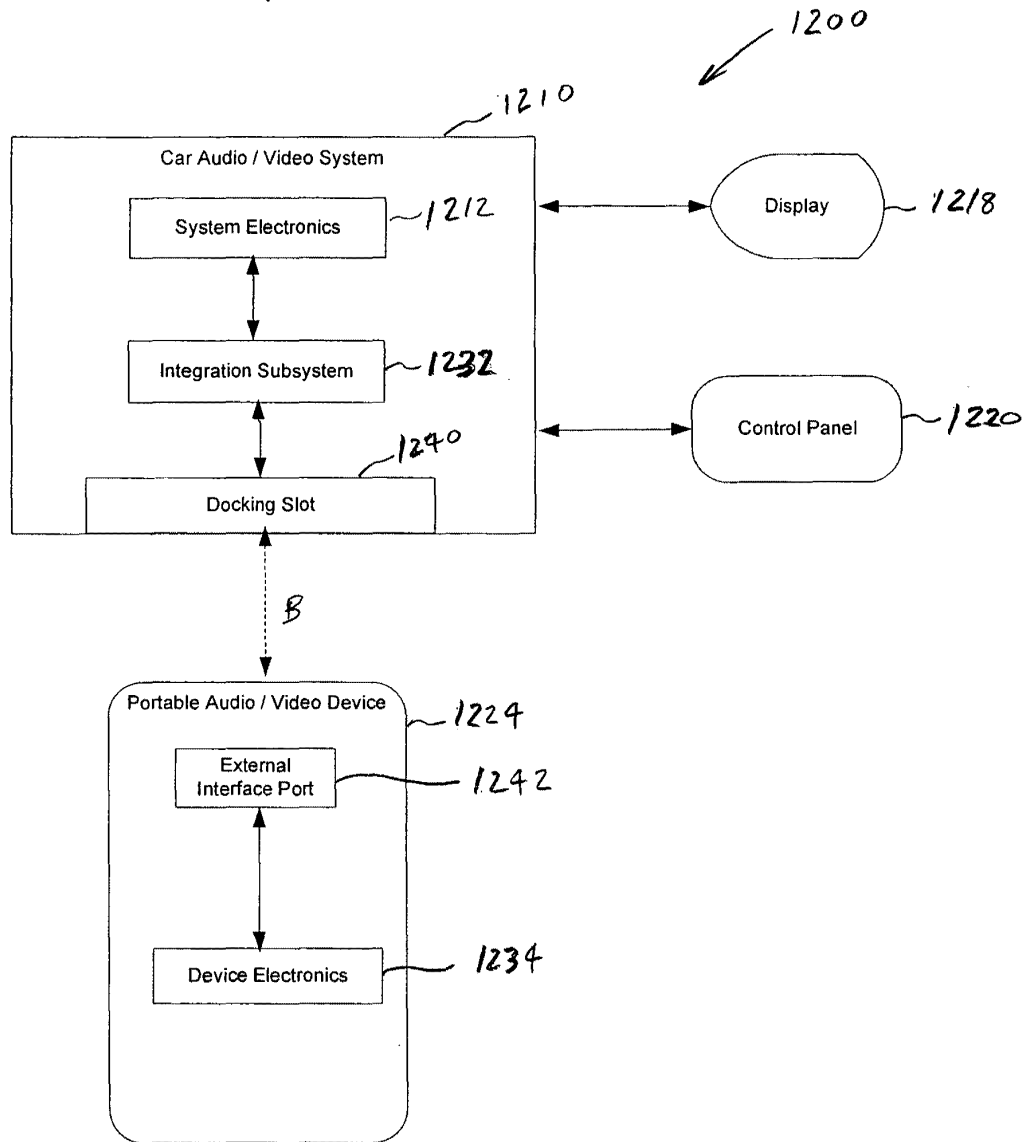 1200
1210
Car Audio / Video System
System Electronics
1212
Display
1218
Integration Subsystem
1232
Control Panel
1220
1240
Docking Slot
B
Portable Audio / Video Device
1224
External
Interface Port
1242
Device Electronics
1234